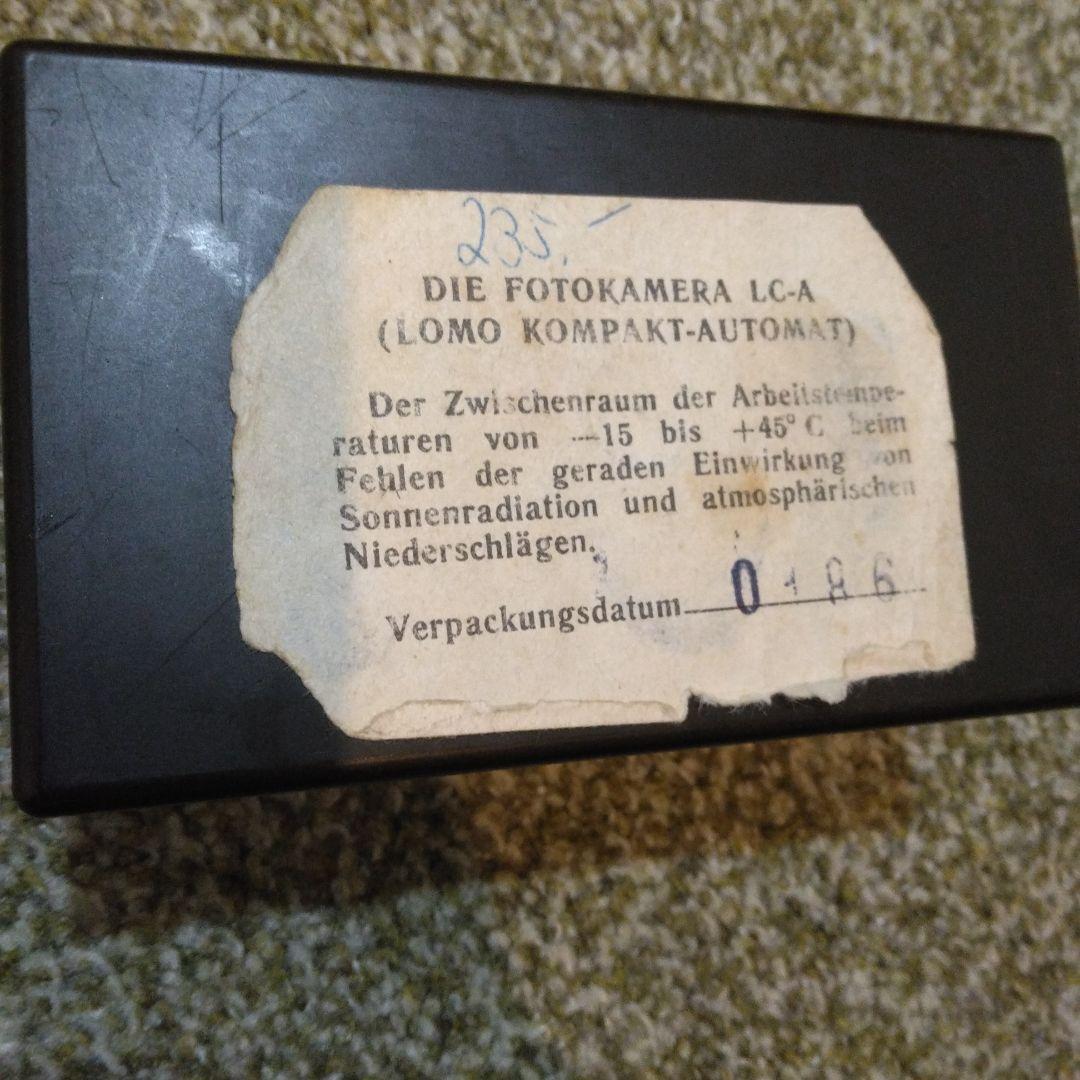 235.-
DIE FOTOKAMERA LC-A
(LOMO KOMPAKT-AUTOMAT)
Der Zwischenraum der Arbeitstempe-
raturen von —15 bis +45° C beim
Fehlen der geraden Einwirkung von
Sonnenradiation und atmosphärischen
Niederschlägen.
Verpackungsdatum 0186